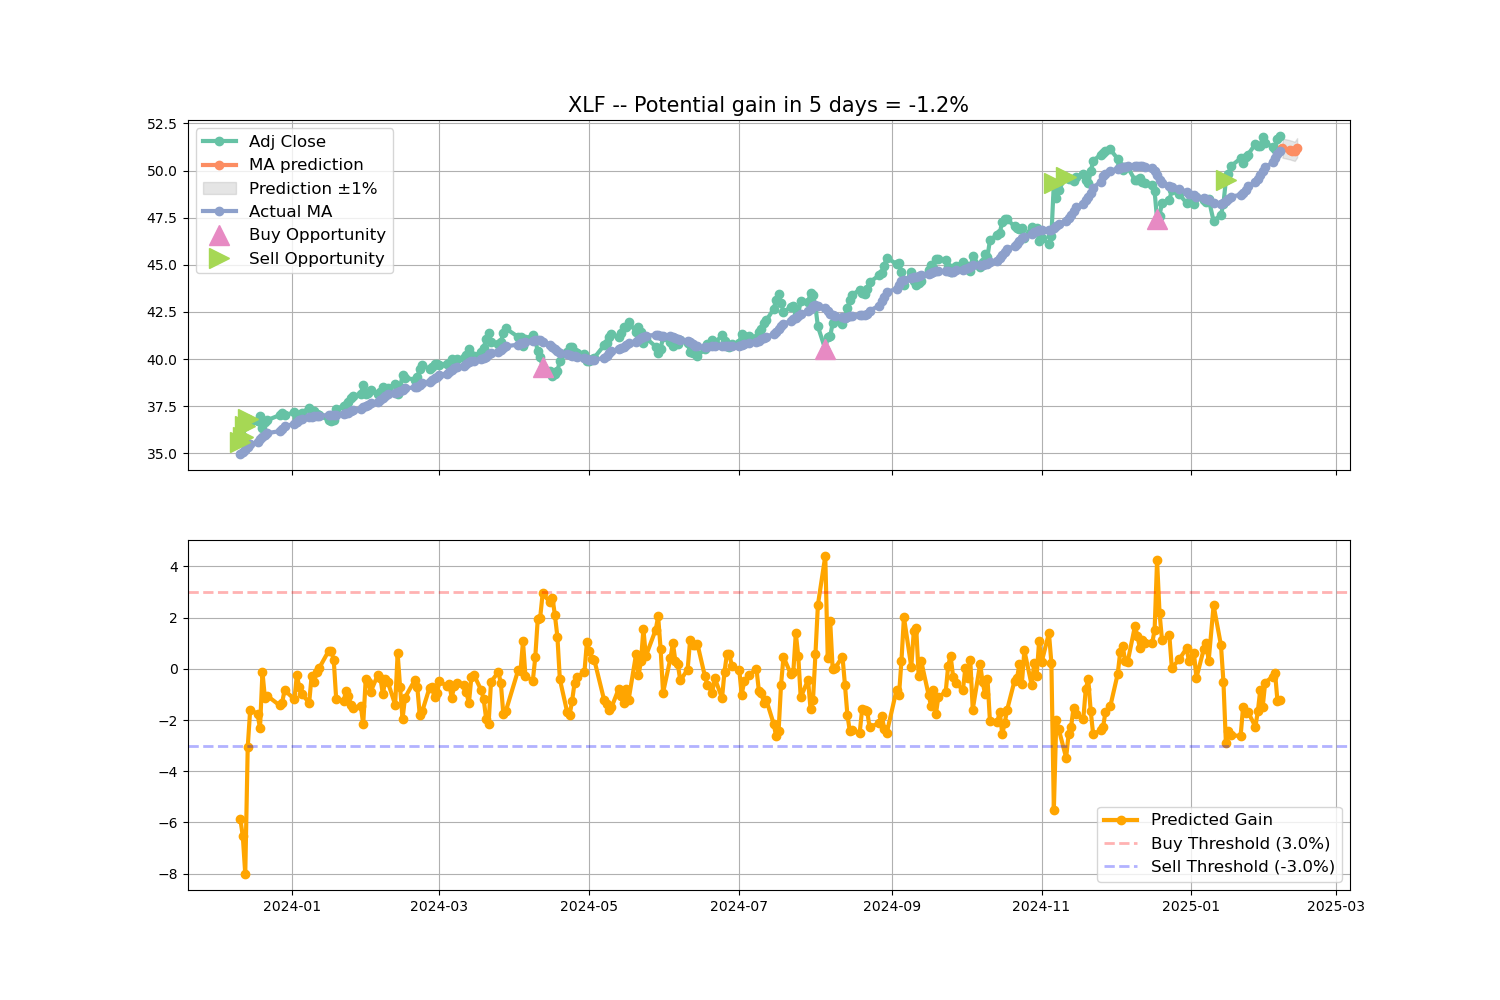 XLF -- Potential gain in 5 days = -1.2%
52.5
50.0
47.5
45.0
42.5
40.0
37.5
35.0
Adj Close
MA prediction
Prediction ±1%
Actual MA
Buy Opportunity
Sell Opportunity
4
2
0
−2
−4
−6
−8
Predicted Gain
Buy Threshold (3.0%)
Sell Threshold (-3.0%)
2024-01 2024-03 2024-05 2024-07 2024-09 2024-11 2025-01 2025-03